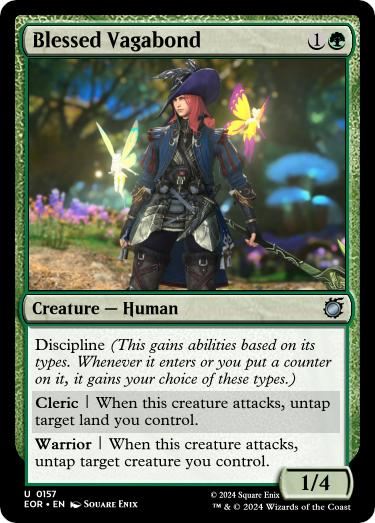 Blessed Vagabond 1
Creature — Human
Discipline (This gains abilities based on its
types. Whenever it enters or you put a counter
on it, it gains your choice of these types.)
Cleric | When this creature attacks, untap
target land you control.
Warrior | When this creature attacks,
untap target creature you control.
1/4
U 0157
EOR • EN SQUARE ENIX
© 2024 Square Enix
™ & © 2024 Wizards of the Coast